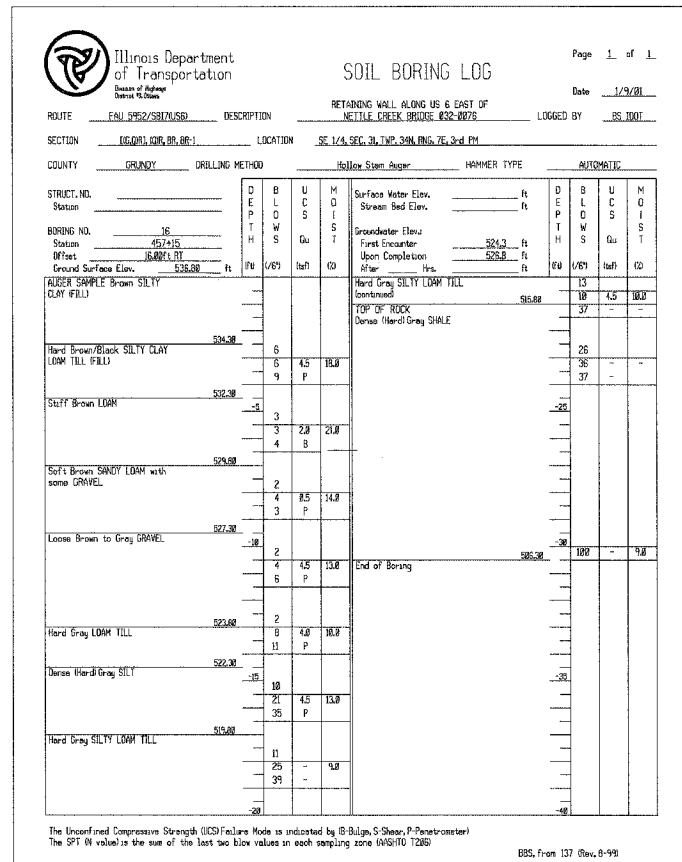 Illinois Department
of Transportation
Division of Highways
SOIL BORING LOG
Page 1 of 1
Date 1/9/01
RETAINING WALL ALONG US 6 EAST OF
ROUTE FAU 5952/SBI7(US6) DESCRIPTION NETTLE CREEK BRIDGE 032-0076 LOGGED BY BS IDOT
SECTION LOCATION SE 1/4, SEC. 31, TWP. 34N, RNG. 7E, 3rd PM
COUNTY GRUNDY DRILLING METHOD Hollow Stem Auger HAMMER TYPE AUTOMATIC
STRUCT. NO.
Station
BORING NO. 16
Station 457+15
Offset 16.00ft RT
Ground Surface Elev. 536.80 ft
DEPTH (ft)
BLOWS (/6")
UCS Qu (tsf)
MOIST (%)
Surface Water Elev. ft
Stream Bed Elev. ft
Groundwater Elev.:
First Encounter 524.3 ft
Upon Completion 526.8 ft
After Hrs. ft
DEPTH (ft)
BLOWS (/6")
UCS Qu (tsf)
MOIST (%)
AUGER SAMPLE Brown SILTY
CLAY (FILL)
534.30
Hard Brown/Black SILTY CLAY
LOAM TILL (FILL)
6
6 4.5 18.0
9 P
532.30
Stiff Brown LOAM
-5
3
3 2.0 21.0
4 B
529.80
Soft Brown SANDY LOAM with
some GRAVEL
2
4 0.5 14.0
3 P
527.30
Loose Brown to Gray GRAVEL
-10
2
4 4.5 13.0
6 P
523.80
2
Hard Gray LOAM TILL
8 4.0 10.0
11 P
522.30
Dense (Hard) Gray SILT
-15
10
21 4.5 13.0
35 P
519.80
Hard Gray SILTY LOAM TILL
11
25 - 9.0
39 -
-20
Hard Gray SILTY LOAM TILL
(continued)
13
515.80
10 4.5 10.0
TOP OF ROCK
37 - -
Dense (Hard) Gray SHALE
26
36 - -
37 -
-25
-30
506.30
100 - 9.0
End of Boring
-35
-40
The Unconfined Compressive Strength (UCS) Failure Mode is indicated by (B-Bulge, S-Shear, P-Penetrometer)
The SPT (N value) is the sum of the last two blow values in each sampling zone (AASHTO T206)
BBS, from 137 (Rev. 8-99)